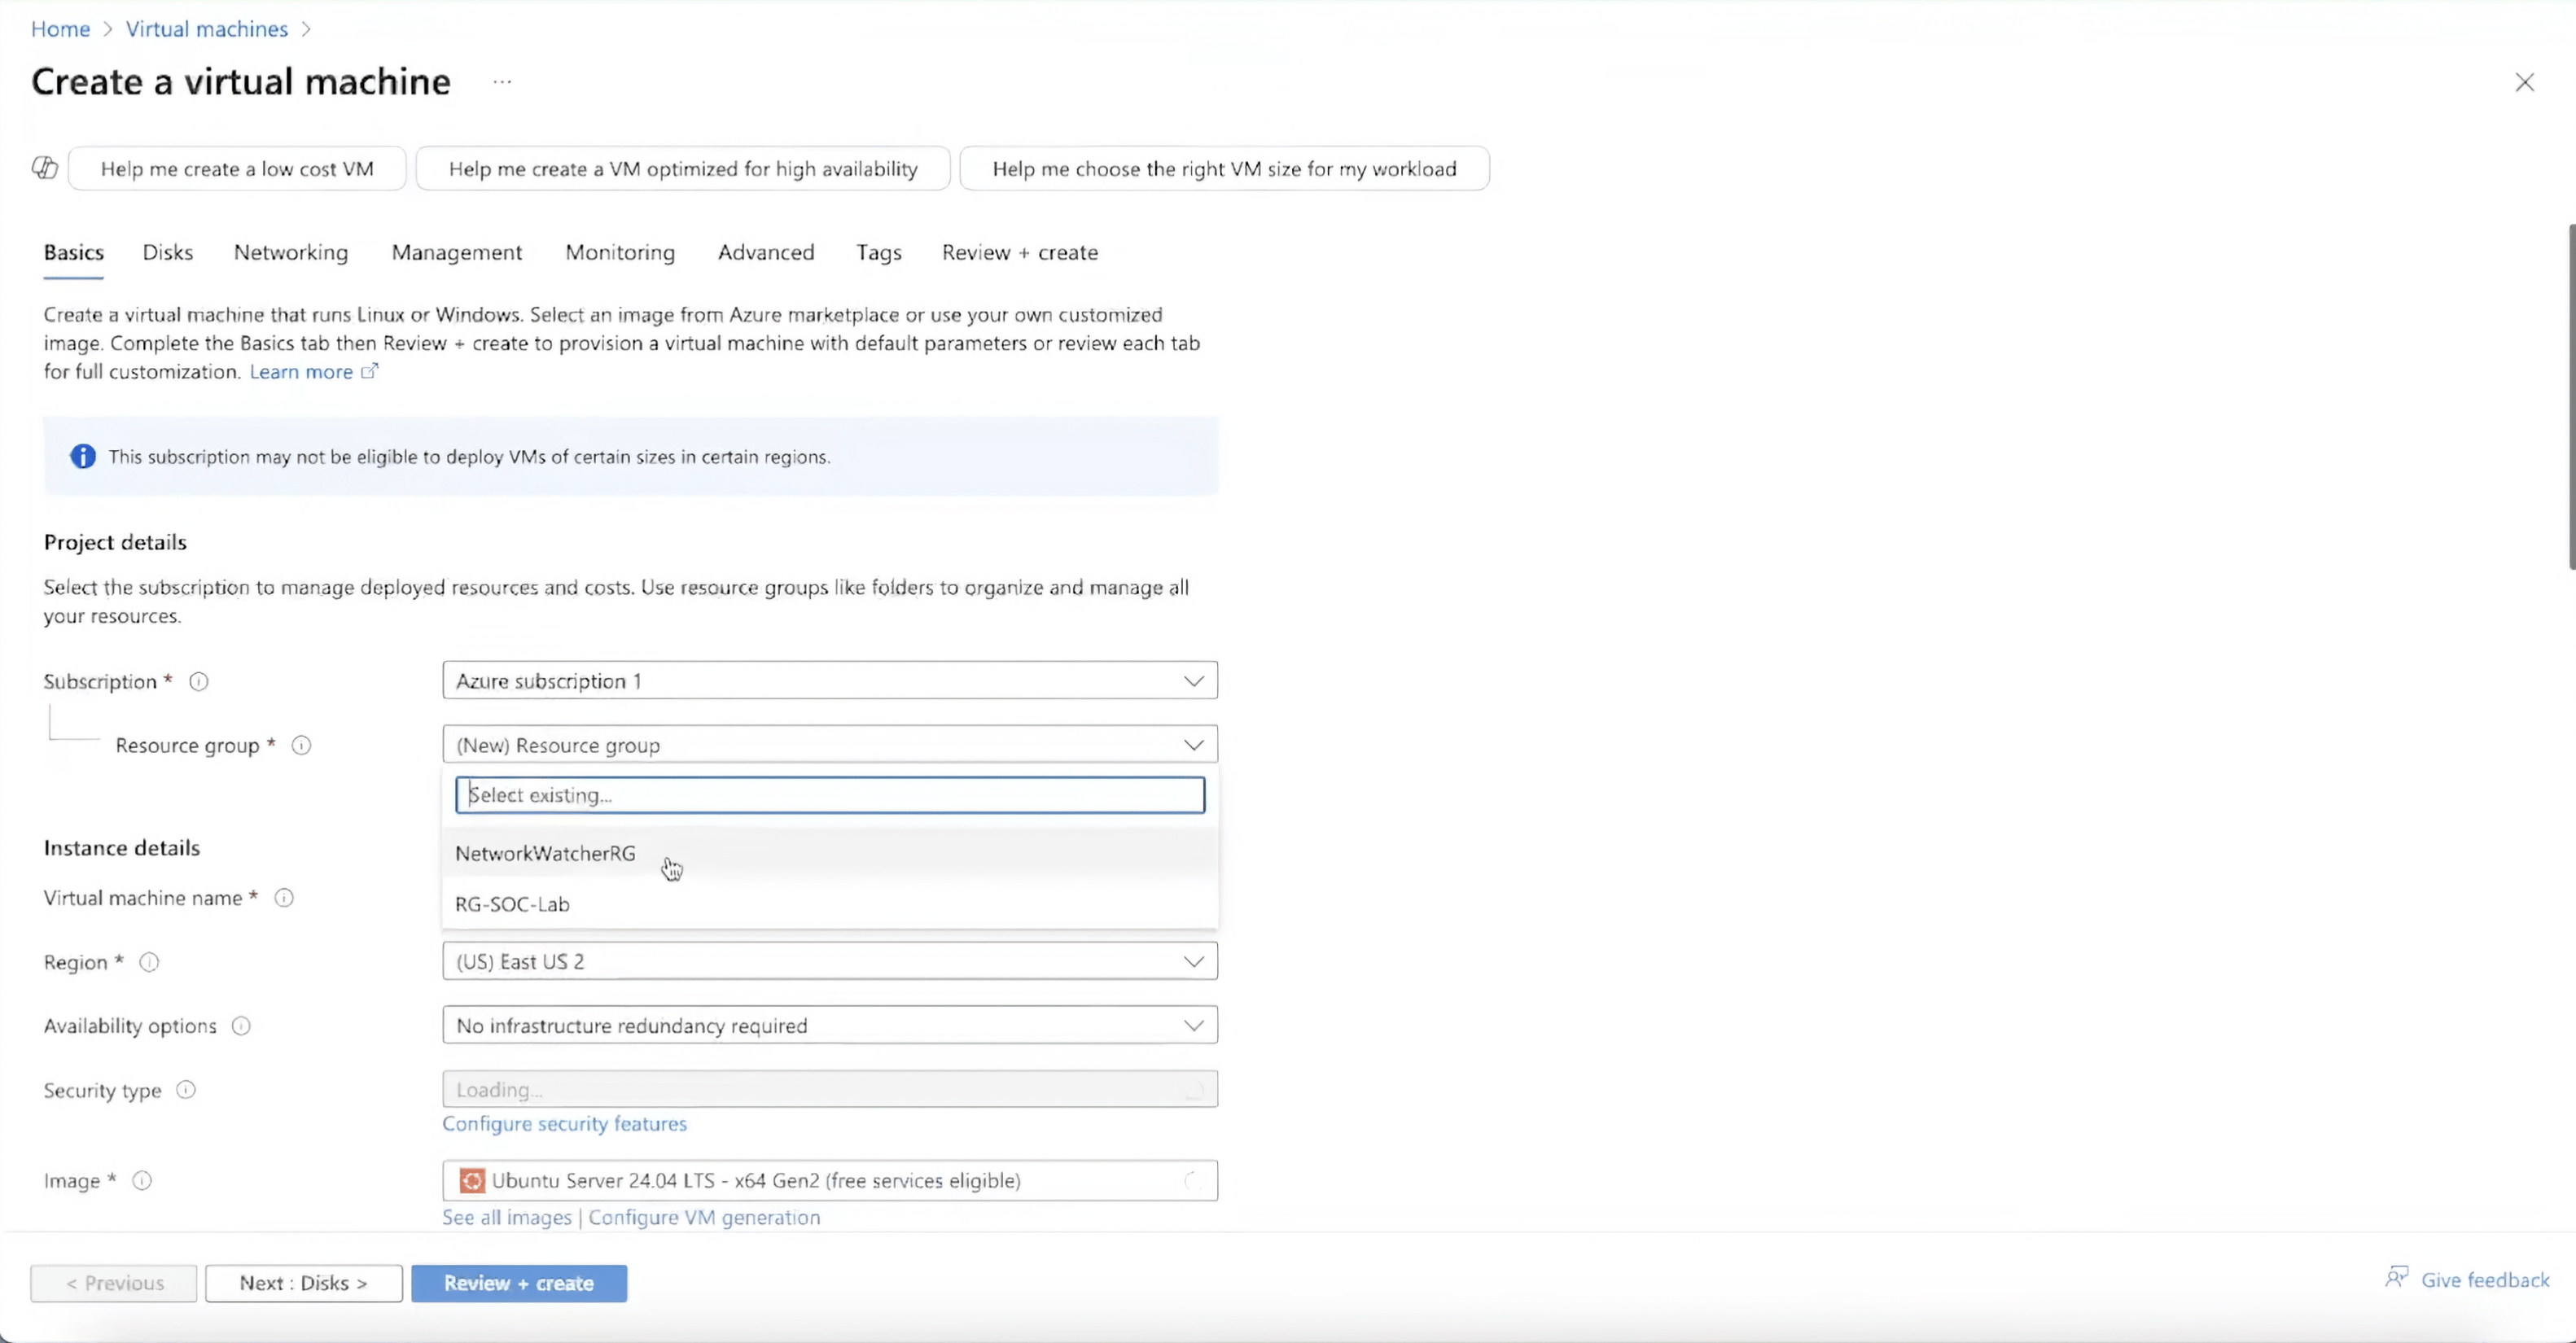 Home > Virtual machines >
Create a virtual machine ...
Help me create a low cost VM
Help me create a VM optimized for high availability
Help me choose the right VM size for my workload
Basics Disks Networking Management Monitoring Advanced Tags Review + create
Create a virtual machine that runs Linux or Windows. Select an image from Azure marketplace or use your own customized
image. Complete the Basics tab then Review + create to provision a virtual machine with default parameters or review each tab
for full customization. Learn more
This subscription may not be eligible to deploy VMs of certain sizes in certain regions.
Project details
Select the subscription to manage deployed resources and costs. Use resource groups like folders to organize and manage all
your resources.
Subscription *
Azure subscription 1
Resource group *
(New) Resource group
Select existing...
NetworkWatcherRG
RG-SOC-Lab
Instance details
Virtual machine name *
Region *
(US) East US 2
Availability options
No infrastructure redundancy required
Security type
Loading...
Configure security features
Image *
Ubuntu Server 24.04 LTS - x64 Gen2 (free services eligible)
See all images | Configure VM generation
< Previous
Next : Disks >
Review + create
Give feedback